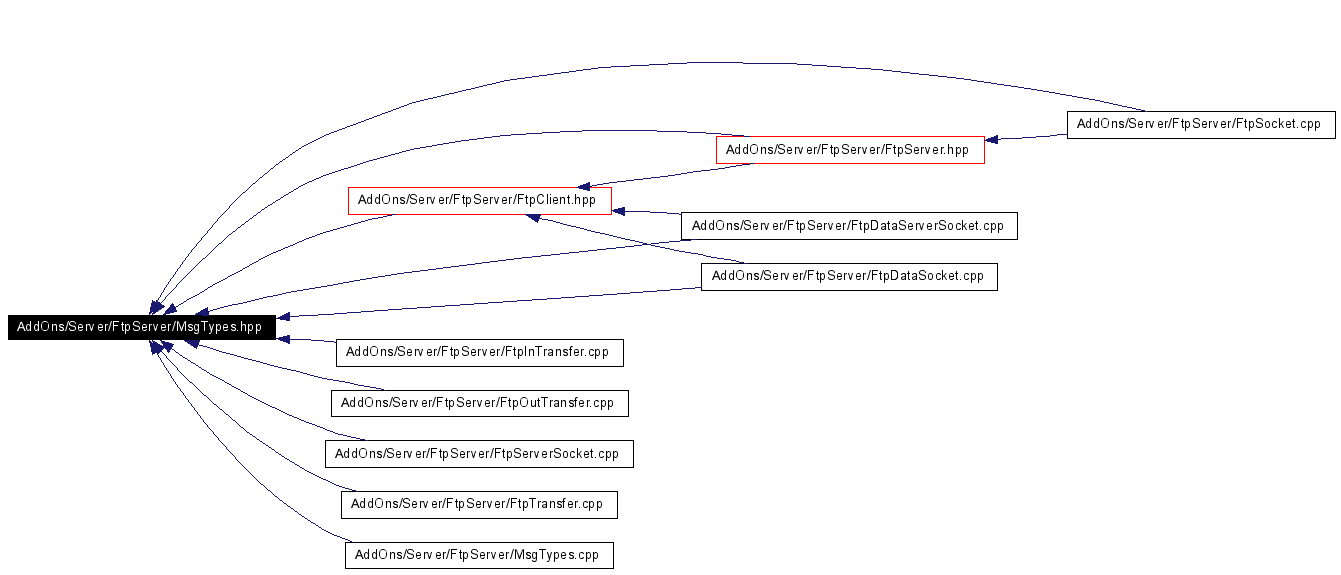 AddOns/Server/FtpServer/FtpSocket.cpp
AddOns/Server/FtpServer/FtpServer.hpp
AddOns/Server/FtpServer/FtpClient.hpp
AddOns/Server/FtpServer/FtpDataServerSocket.cpp
AddOns/Server/FtpServer/FtpDataSocket.cpp
AddOns/Server/FtpServer/MsgTypes.hpp
AddOns/Server/FtpServer/FtpInTransfer.cpp
AddOns/Server/FtpServer/FtpOutTransfer.cpp
AddOns/Server/FtpServer/FtpServerSocket.cpp
AddOns/Server/FtpServer/FtpTransfer.cpp
AddOns/Server/FtpServer/MsgTypes.cpp